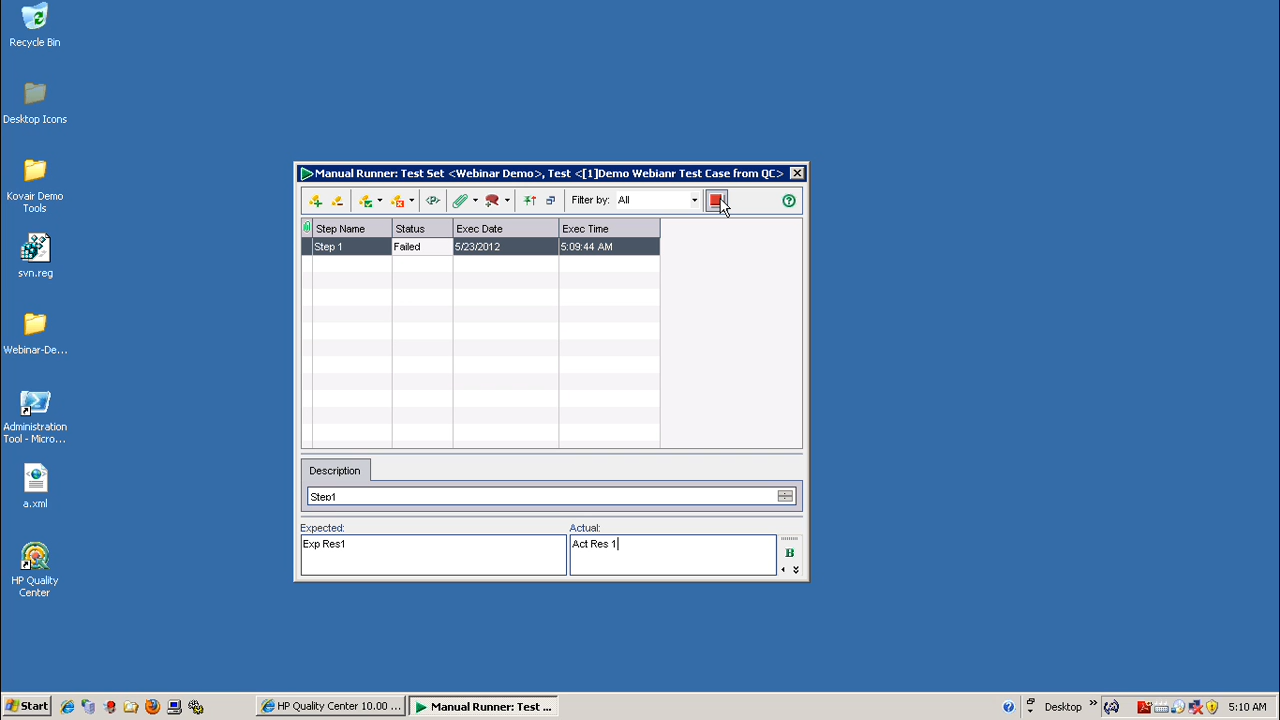 Recycle Bin
Desktop Icons
Kovair Demo
Tools
svn.reg
Webinar-De...
Administration
Tool - Micro...
a.xml
HP Quality
Center
Manual Runner: Test Set <Webinar Demo>, Test <[1]Demo Webianr Test Case from QC>
Filter by: All
Step Name Status Exec Date Exec Time
Step 1 Failed 5/23/2012 5:09:44 AM
Description
Step1
Expected: Actual:
Exp Res1 Act Res 1
B
Start HP Quality Center 10.00 ... Manual Runner: Test ... Desktop 5:10 AM